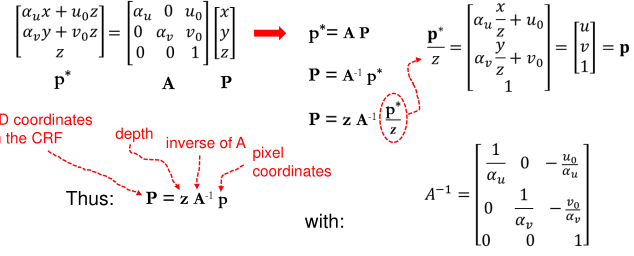 [α_u x + u_0 z; α_v y + v_0 z; z] = [α_u 0 u_0; 0 α_v v_0; 0 0 1] [x; y; z]
p* A P
p*= A P
P = A⁻¹ p*
P = z A⁻¹ p*/z
p*/z = [α_u x/z + u_0; α_v y/z + v_0; 1] = [u; v; 1] = p
D coordinates
n the CRF
depth
inverse of A
pixel
coordinates
Thus: P = z A⁻¹ p
with:
A⁻¹ = [1/α_u 0 −u_0/α_u; 0 1/α_v −v_0/α_v; 0 0 1]